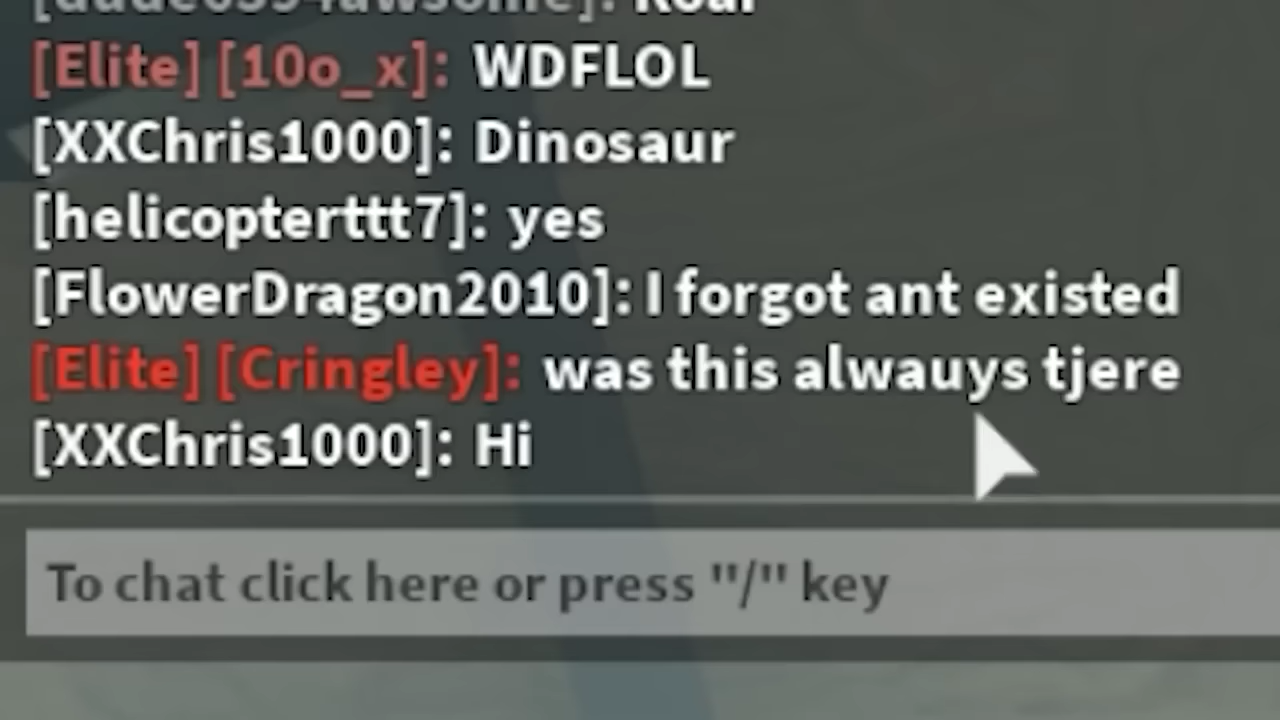 Roar
[Elite] [10o_x]: WDFLOL
[XXChris1000]: Dinosaur
[helicopterttt7]: yes
[FlowerDragon2010]: I forgot ant existed
[Elite] [Cringley]: was this alwauys tjere
[XXChris1000]: Hi
To chat click here or press "/" key